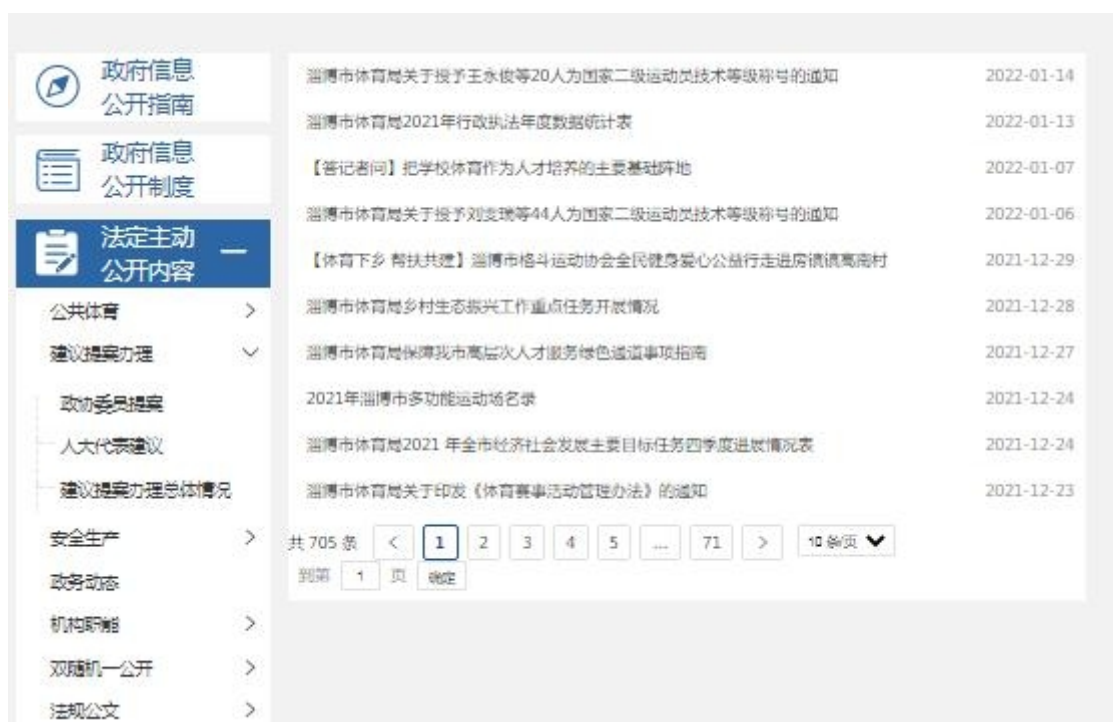 政府信息
公开指南
政府信息
公开制度
法定主动
公开内容
公共体育
建议提案办理
政协委员提案
人大代表建议
建议提案办理总体情况
安全生产
政务动态
机构职能
双随机一公开
法规公文
淄博市体育局关于授予王永俊等20人为国家二级运动员技术等级称号的通知 2022-01-14
淄博市体育局2021年行政执法年度数据统计表 2022-01-13
【答记者问】把学校体育作为人才培养的主要基础阵地 2022-01-07
淄博市体育局关于授予刘雯瑞等44人为国家二级运动员技术等级称号的通知 2022-01-06
【体育下乡 帮扶共建】淄博市格斗运动协会全民健身爱心公益行走进房镇镇高南村 2021-12-29
淄博市体育局乡村生态振兴工作重点任务开展情况 2021-12-28
淄博市体育局保障我市高层次人才服务绿色通道事项指南 2021-12-27
2021年淄博市多功能运动场名录 2021-12-24
淄博市体育局2021 年全市经济社会发展主要目标任务四季度进展情况表 2021-12-24
淄博市体育局关于印发《体育赛事活动管理办法》的通知 2021-12-23
共 705 条 < 1 2 3 4 5 ... 71 > 10 条/页
到第 1 页 确定